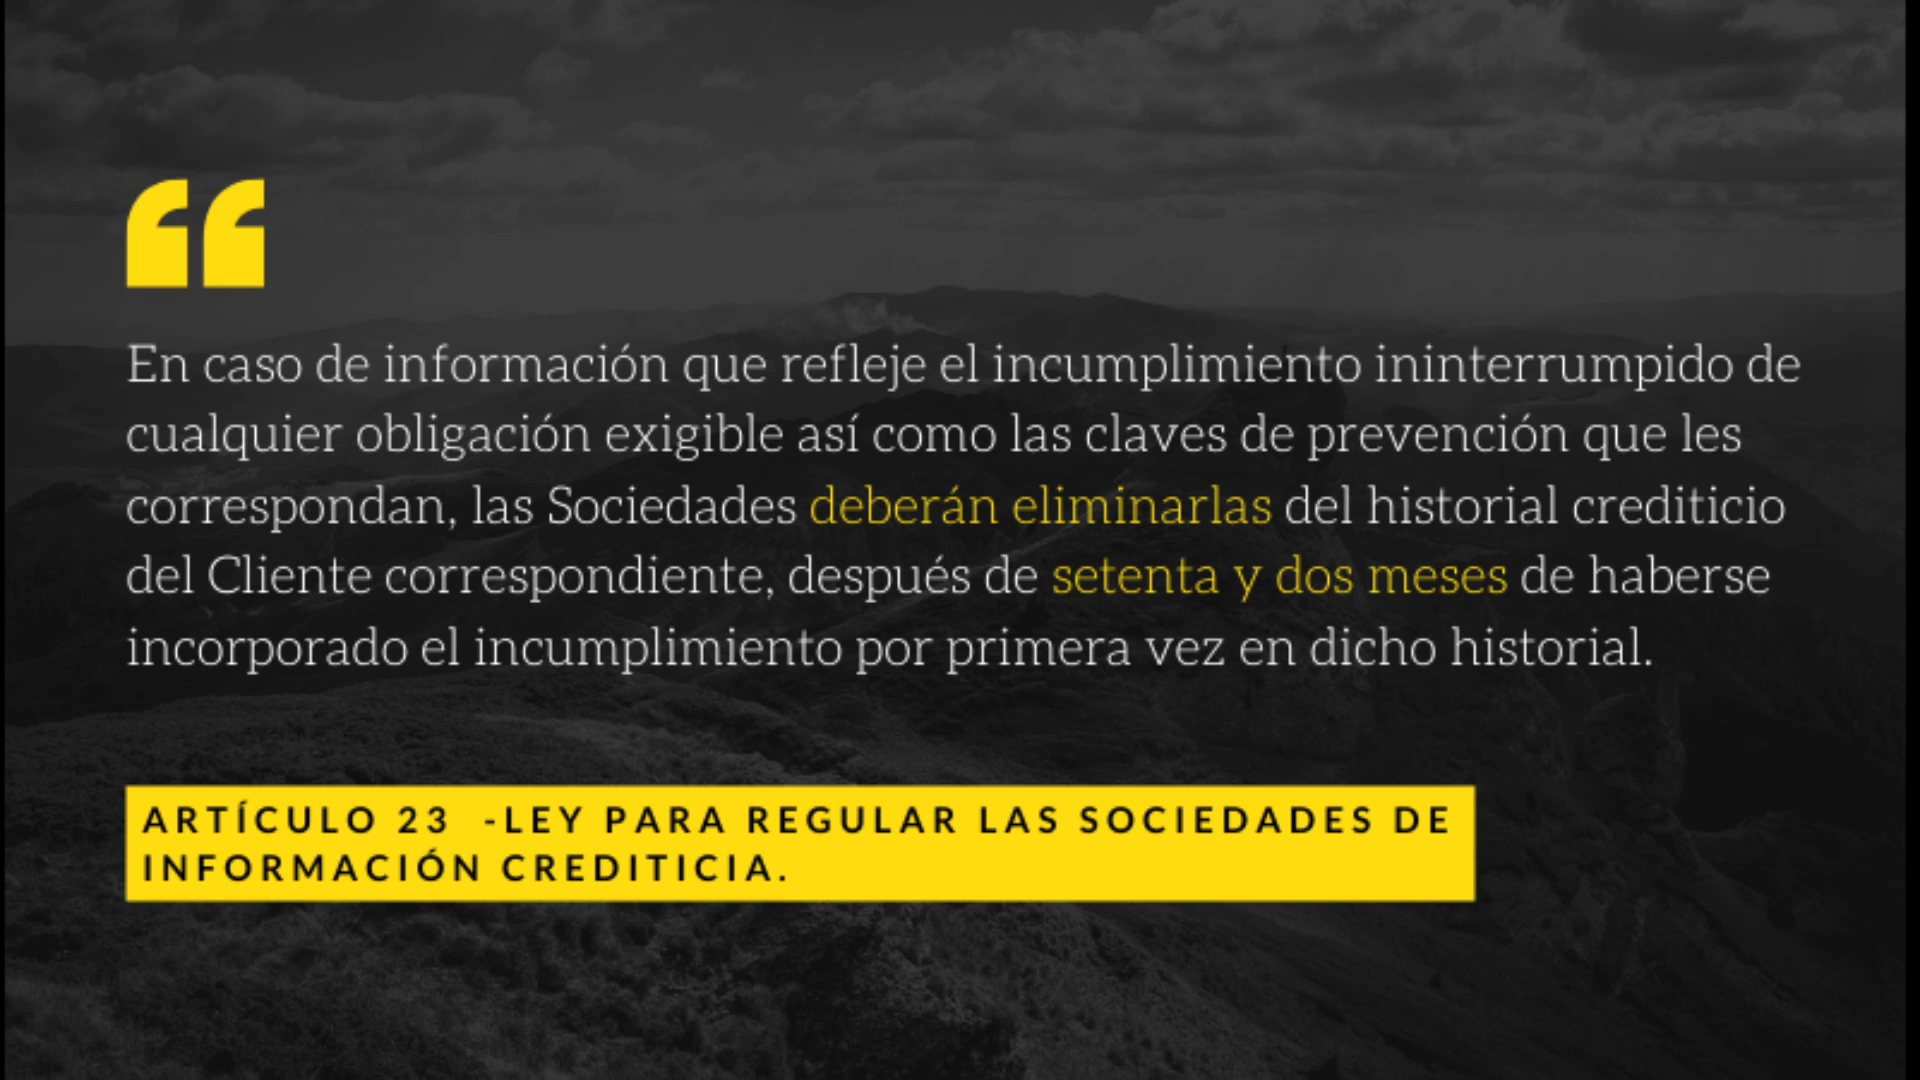 En caso de información que refleje el incumplimiento ininterrumpido de
cualquier obligación exigible así como las claves de prevención que les
correspondan, las Sociedades deberán eliminarlas del historial crediticio
del Cliente correspondiente, después de setenta y dos meses de haberse
incorporado el incumplimiento por primera vez en dicho historial.
ARTÍCULO 23 -LEY PARA REGULAR LAS SOCIEDADES DE
INFORMACIÓN CREDITICIA.